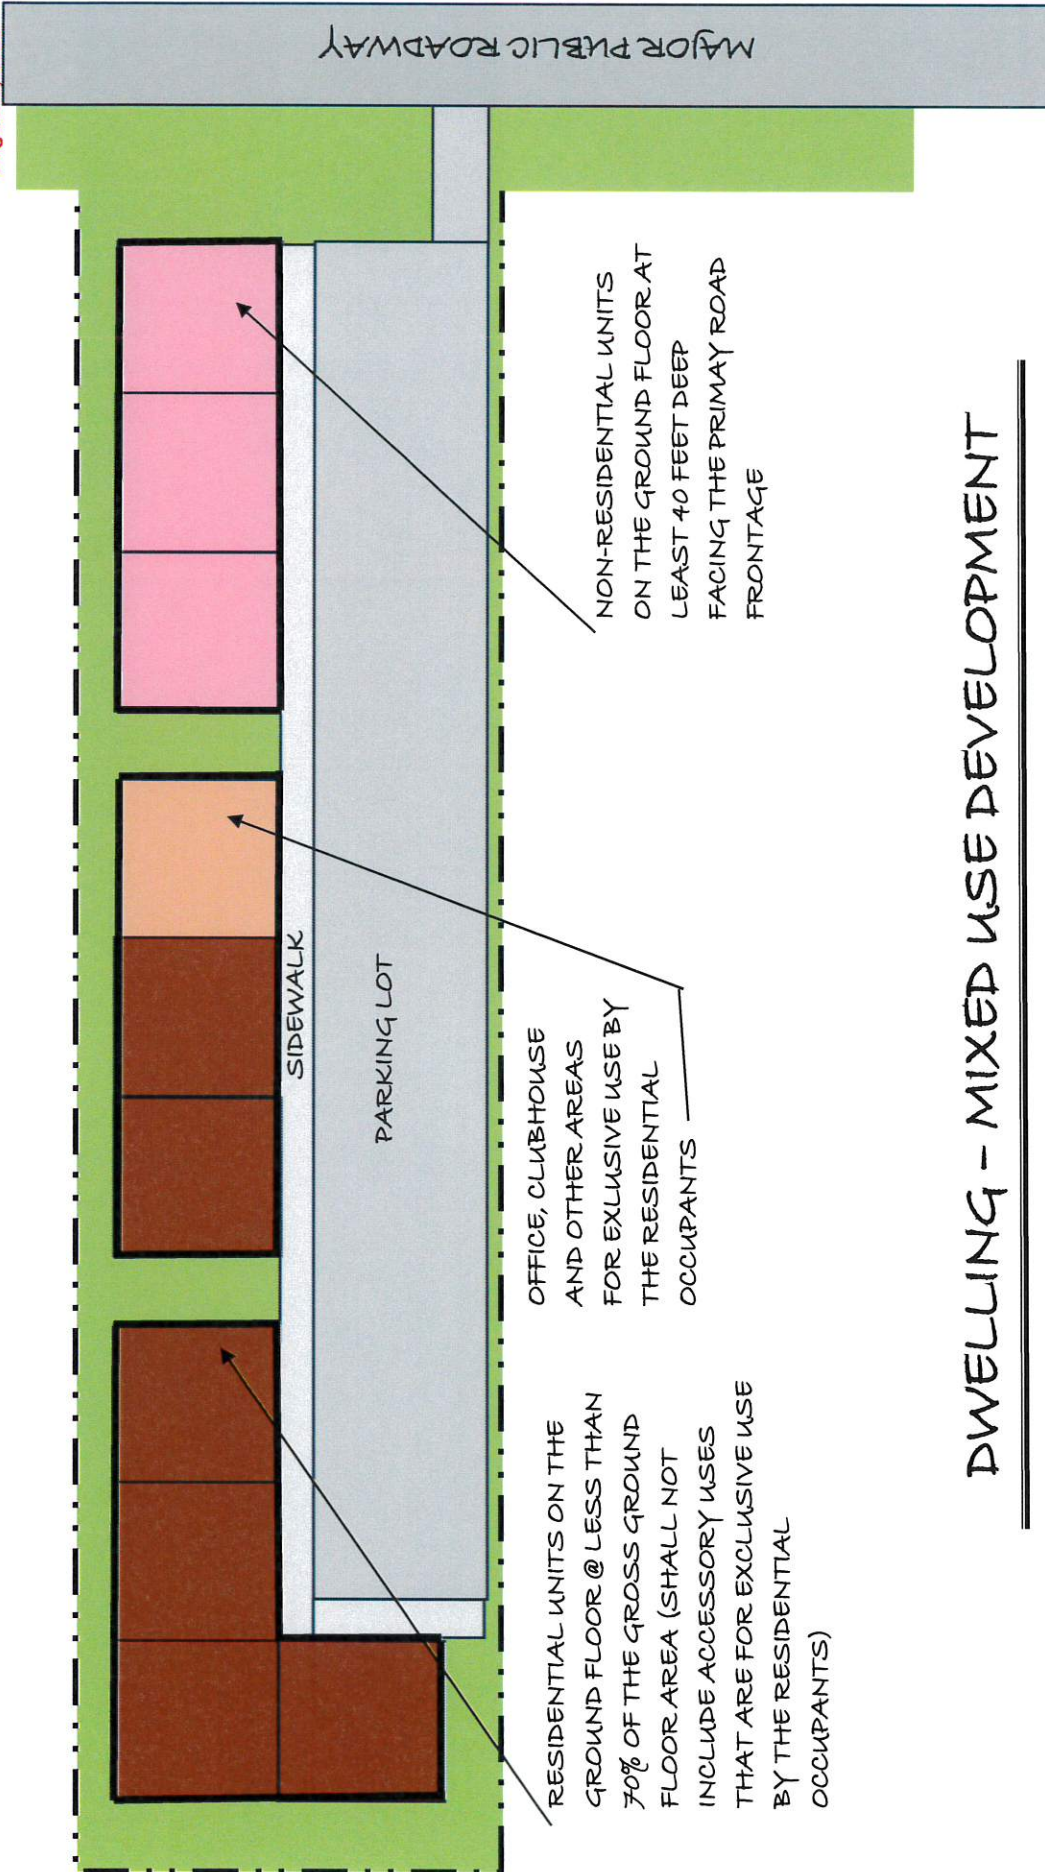 MAJOR PUBLIC ROADWAY
SIDEWALK
PARKING LOT
RESIDENTIAL UNITS ON THE
GROUND FLOOR @ LESS THAN
70% OF THE GROSS GROUND
FLOOR AREA (SHALL NOT
INCLUDE ACCESSORY USES
THAT ARE FOR EXCLUSIVE USE
BY THE RESIDENTIAL
OCCUPANTS)
OFFICE, CLUBHOUSE
AND OTHER AREAS
FOR EXLUSIVE USE BY
THE RESIDENTIAL
OCCUPANTS
NON-RESIDENTIAL UNITS
ON THE GROUND FLOOR AT
LEAST 40 FEET DEEP
FACING THE PRIMAY ROAD
FRONTAGE
DWELLING - MIXED USE DEVELOPMENT